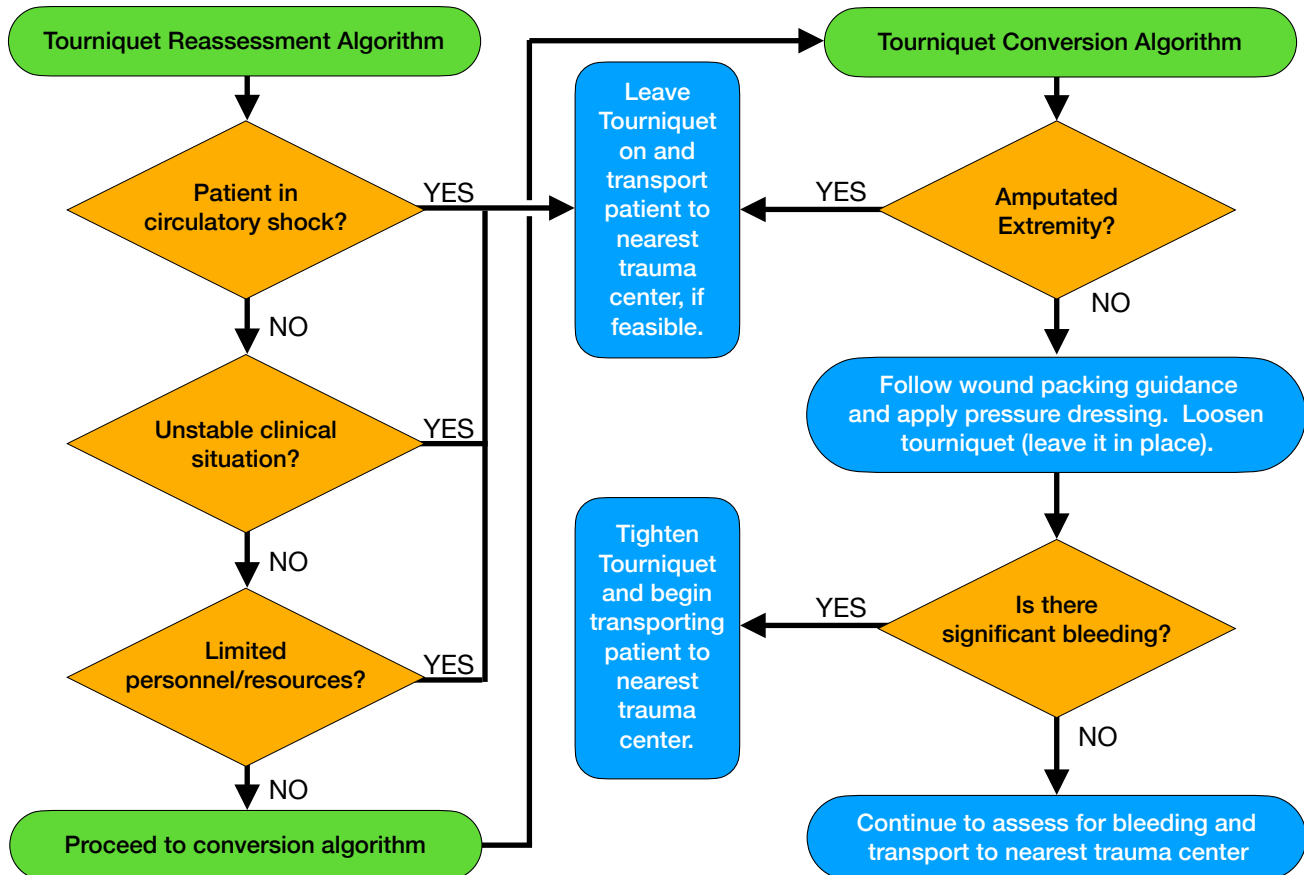 Tourniquet Reassessment Algorithm
Patient in
circulatory shock?
YES
NO
Unstable clinical
situation?
YES
NO
Limited
personnel/resources?
YES
NO
Proceed to conversion algorithm
Leave
Tourniquet
on and
transport
patient to
nearest
trauma
center, if
feasible.
Tourniquet Conversion Algorithm
Amputated
Extremity?
YES
NO
Follow wound packing guidance
and apply pressure dressing. Loosen
tourniquet (leave it in place).
Is there
significant bleeding?
YES
Tighten
Tourniquet
and begin
transporting
patient to
nearest
trauma
center.
NO
Continue to assess for bleeding and
transport to nearest trauma center